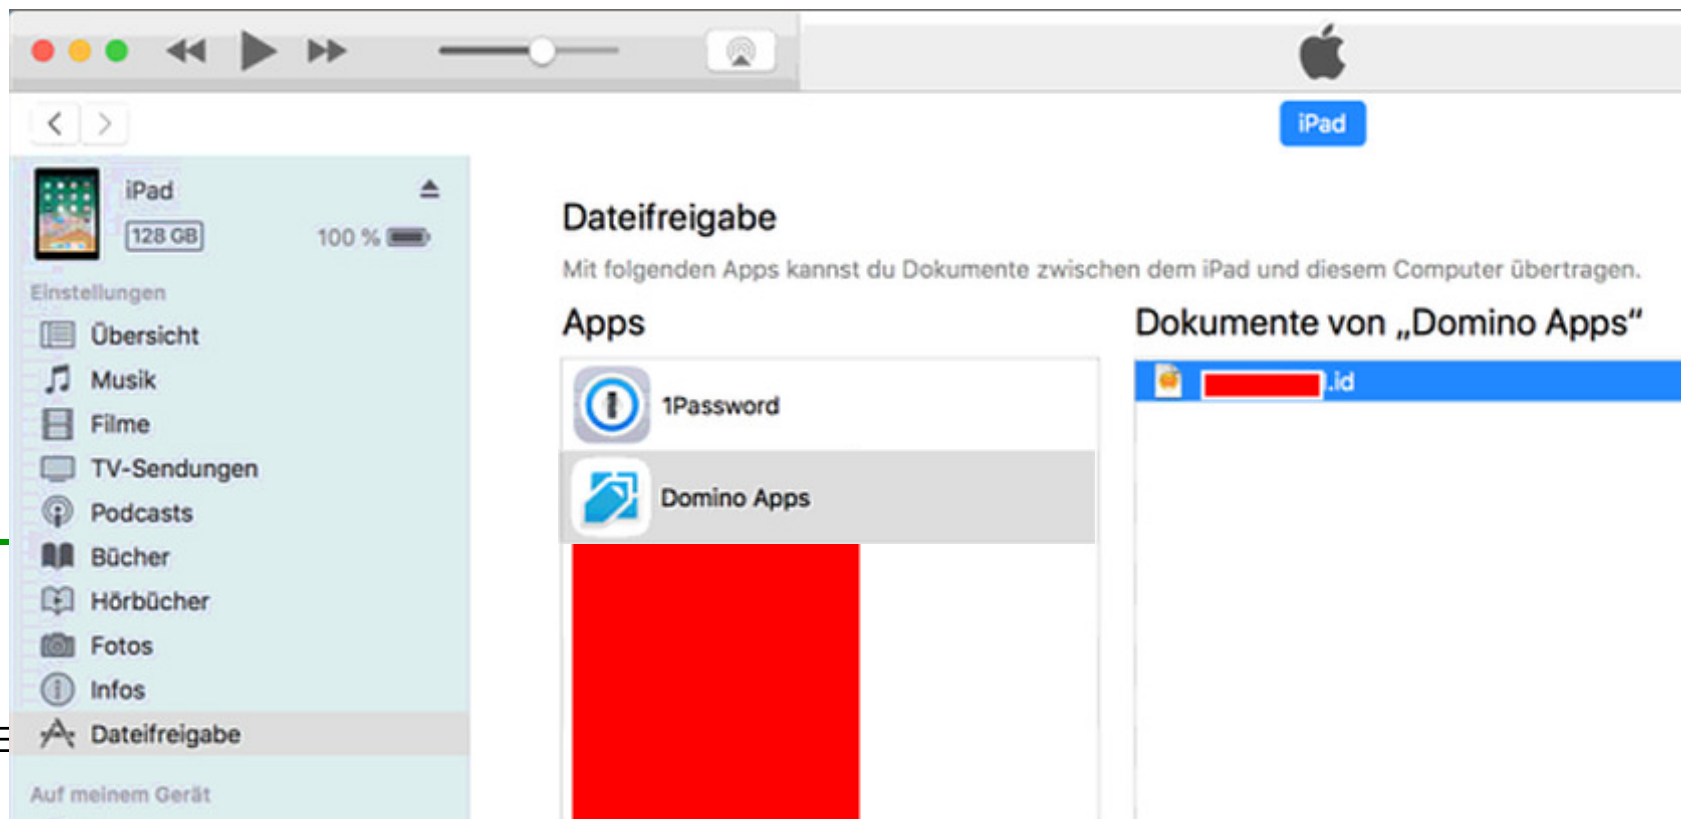 iPad
iPad
128 GB
100 %
Einstellungen
Übersicht
Musik
Filme
TV-Sendungen
Podcasts
Bücher
Hörbücher
Fotos
Infos
Dateifreigabe
Auf meinem Gerät
Dateifreigabe
Mit folgenden Apps kannst du Dokumente zwischen dem iPad und diesem Computer übertragen.
Apps
1Password
Domino Apps
Dokumente von „Domino Apps“
.id